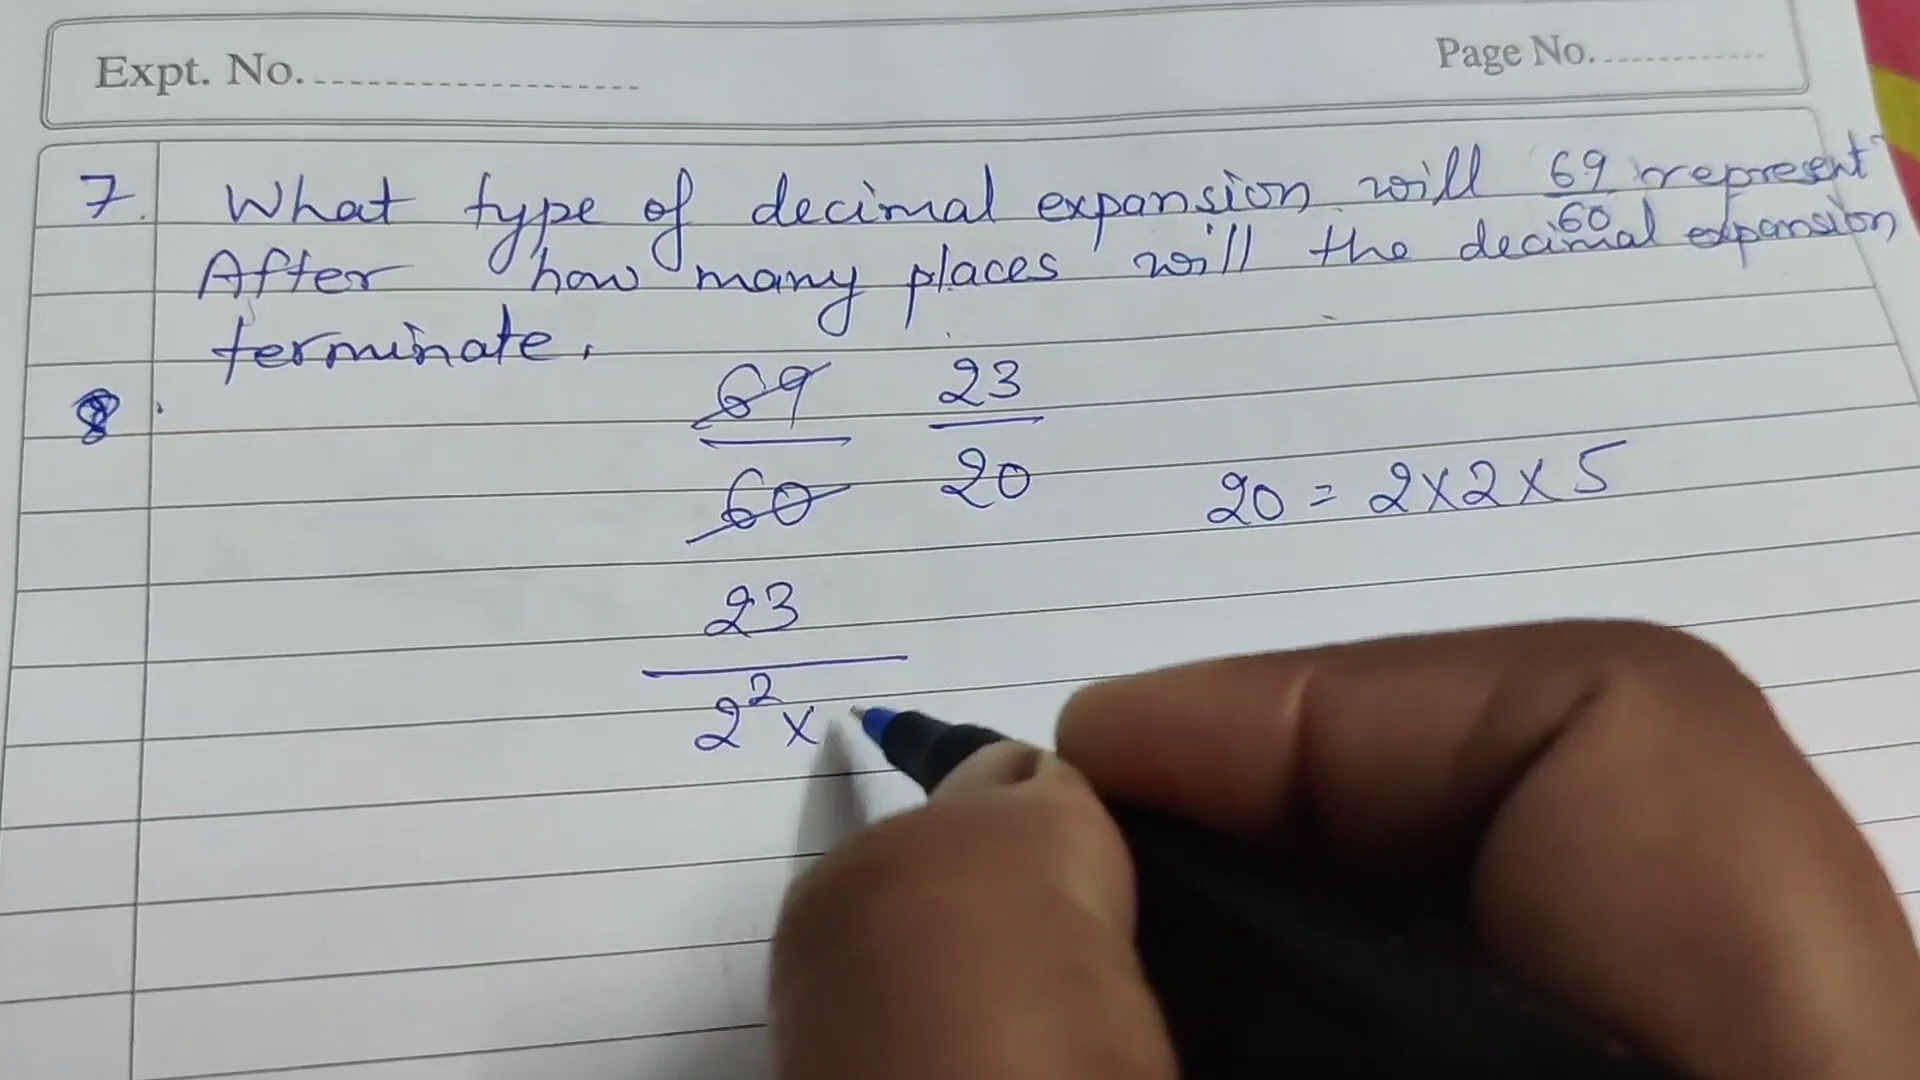 Expt. No.
Page No.
7. What type of decimal expansion will 69/60 represent?
After how many places will the decimal expansion
terminate.
8.
69/60 23/20
20 = 2×2×5
23
2² ×